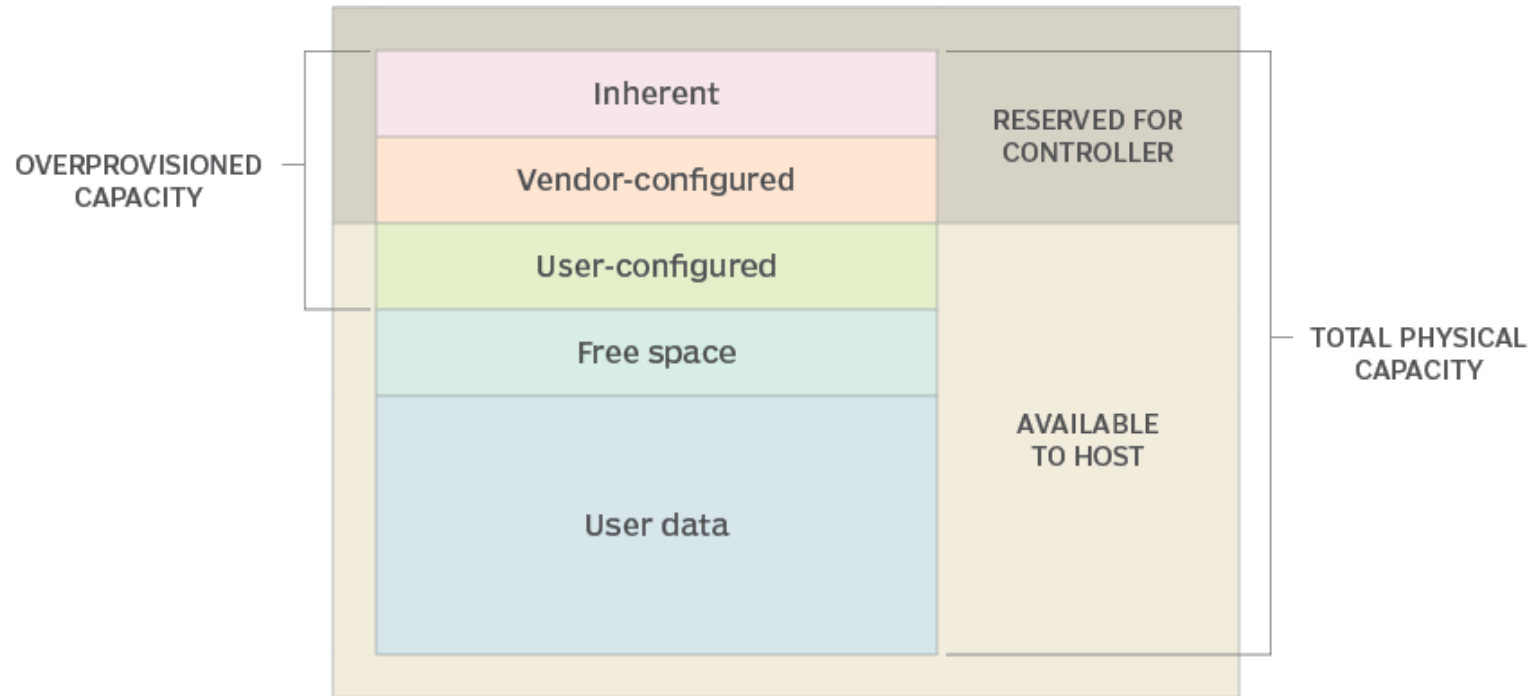 Inherent
RESERVED FOR
CONTROLLER
OVERPROVISIONED
CAPACITY
Vendor-configured
User-configured
Free space
TOTAL PHYSICAL
CAPACITY
AVAILABLE
TO HOST
User data